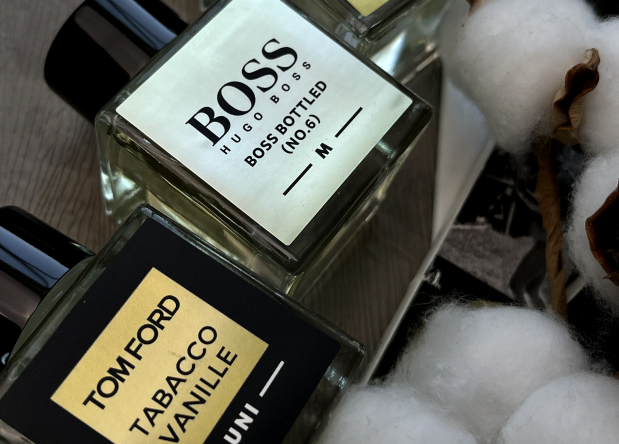 BOSS
HUGO BOSS
BOSS BOTTLED
(NO.6)
M
TOM FORD
TABACCO
VANILLE
UNI